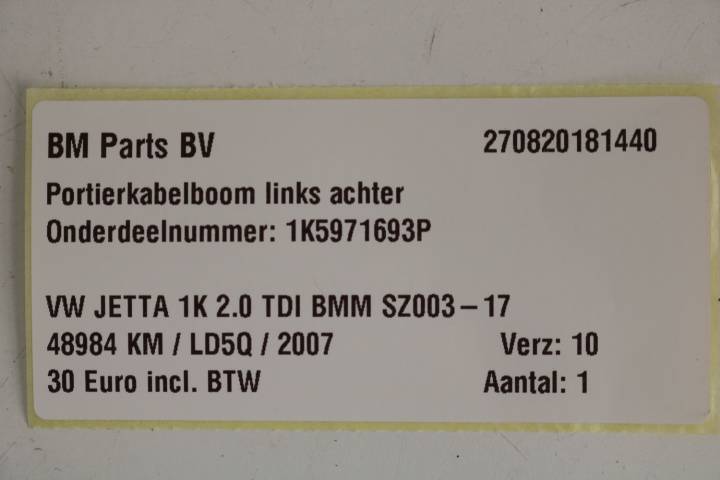 BM Parts BV 270820181440
Portierkabelboom links achter
Onderdeelnummer: 1K5971693P
VW JETTA 1K 2.0 TDI BMM SZ003-17
48984 KM / LD5Q / 2007 Verz: 10
30 Euro incl. BTW Aantal: 1